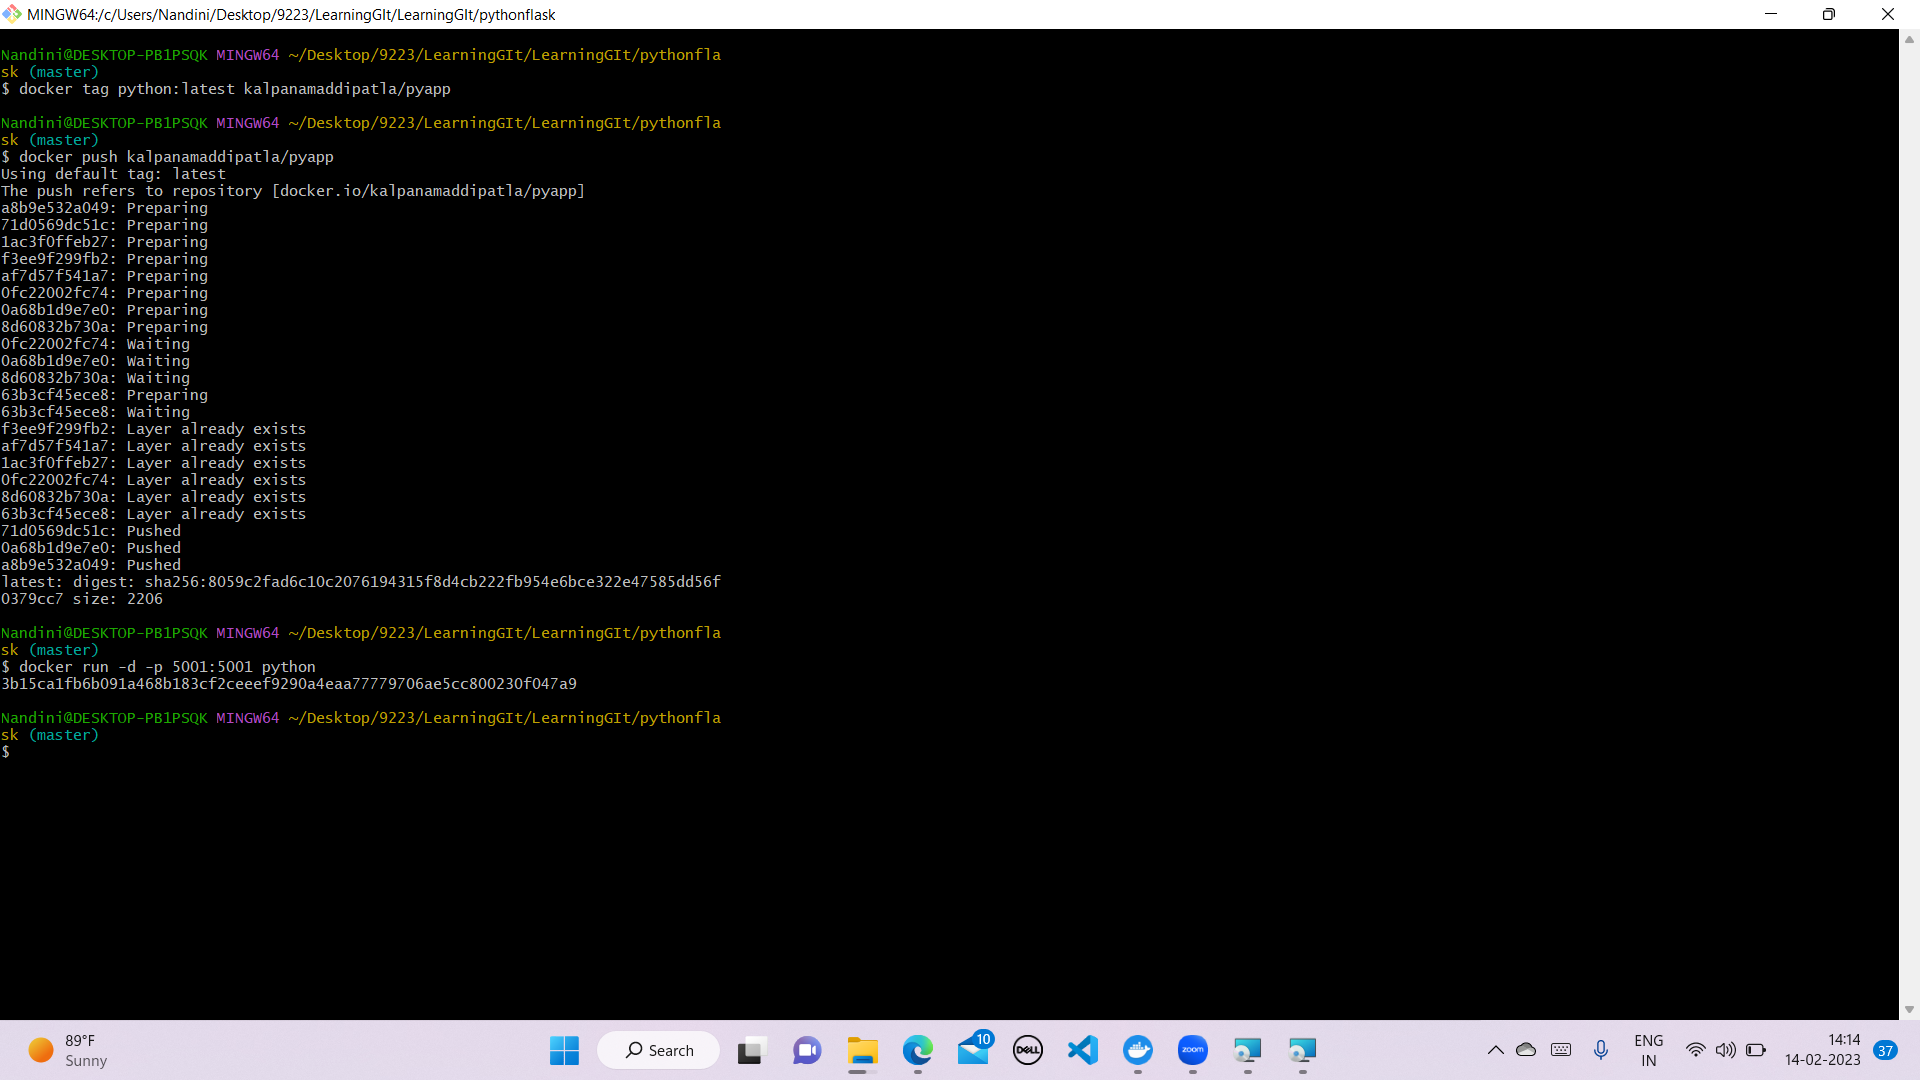 MINGW64:/c/Users/Nandini/Desktop/9223/LearningGIt/LearningGIt/pythonflask
Nandini@DESKTOP-PB1PSQK MINGW64 ~/Desktop/9223/LearningGIt/LearningGIt/pythonfla
sk (master)
$ docker tag python:latest kalpanamaddipatla/pyapp
Nandini@DESKTOP-PB1PSQK MINGW64 ~/Desktop/9223/LearningGIt/LearningGIt/pythonfla
sk (master)
$ docker push kalpanamaddipatla/pyapp
Using default tag: latest
The push refers to repository [docker.io/kalpanamaddipatla/pyapp]
a8b9e532a049: Preparing
71d0569dc51c: Preparing
1ac3f0ffeb27: Preparing
f3ee9f299fb2: Preparing
af7d57f541a7: Preparing
0fc22002fc74: Preparing
0a68b1d9e7e0: Preparing
8d60832b730a: Preparing
0fc22002fc74: Waiting
0a68b1d9e7e0: Waiting
8d60832b730a: Waiting
63b3cf45ece8: Preparing
63b3cf45ece8: Waiting
f3ee9f299fb2: Layer already exists
af7d57f541a7: Layer already exists
1ac3f0ffeb27: Layer already exists
0fc22002fc74: Layer already exists
8d60832b730a: Layer already exists
63b3cf45ece8: Layer already exists
71d0569dc51c: Pushed
0a68b1d9e7e0: Pushed
a8b9e532a049: Pushed
latest: digest: sha256:8059c2fad6c10c2076194315f8d4cb222fb954e6bce322e47585dd56f
0379cc7 size: 2206
Nandini@DESKTOP-PB1PSQK MINGW64 ~/Desktop/9223/LearningGIt/LearningGIt/pythonfla
sk (master)
$ docker run -d -p 5001:5001 python
3b15ca1fb6b091a468b183cf2ceeef9290a4eaa77779706ae5cc800230f047a9
Nandini@DESKTOP-PB1PSQK MINGW64 ~/Desktop/9223/LearningGIt/LearningGIt/pythonfla
sk (master)
$
89°F
Sunny
Search
10
DELL
zoom
ENG
IN
14:14
14-02-2023
37